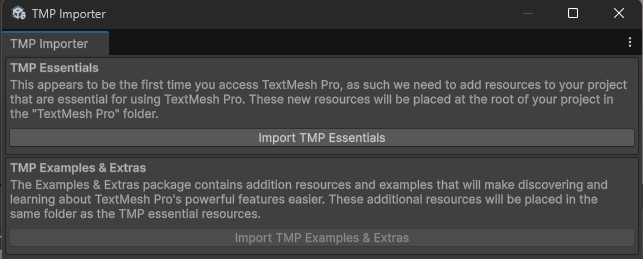 TMP Importer
TMP Importer
TMP Essentials
This appears to be the first time you access TextMesh Pro, as such we need to add resources to your project
that are essential for using TextMesh Pro. These new resources will be placed at the root of your project in
the "TextMesh Pro" folder.
Import TMP Essentials
TMP Examples & Extras
The Examples & Extras package contains addition resources and examples that will make discovering and
learning about TextMesh Pro's powerful features easier. These additional resources will be placed in the
same folder as the TMP essential resources.
Import TMP Examples & Extras